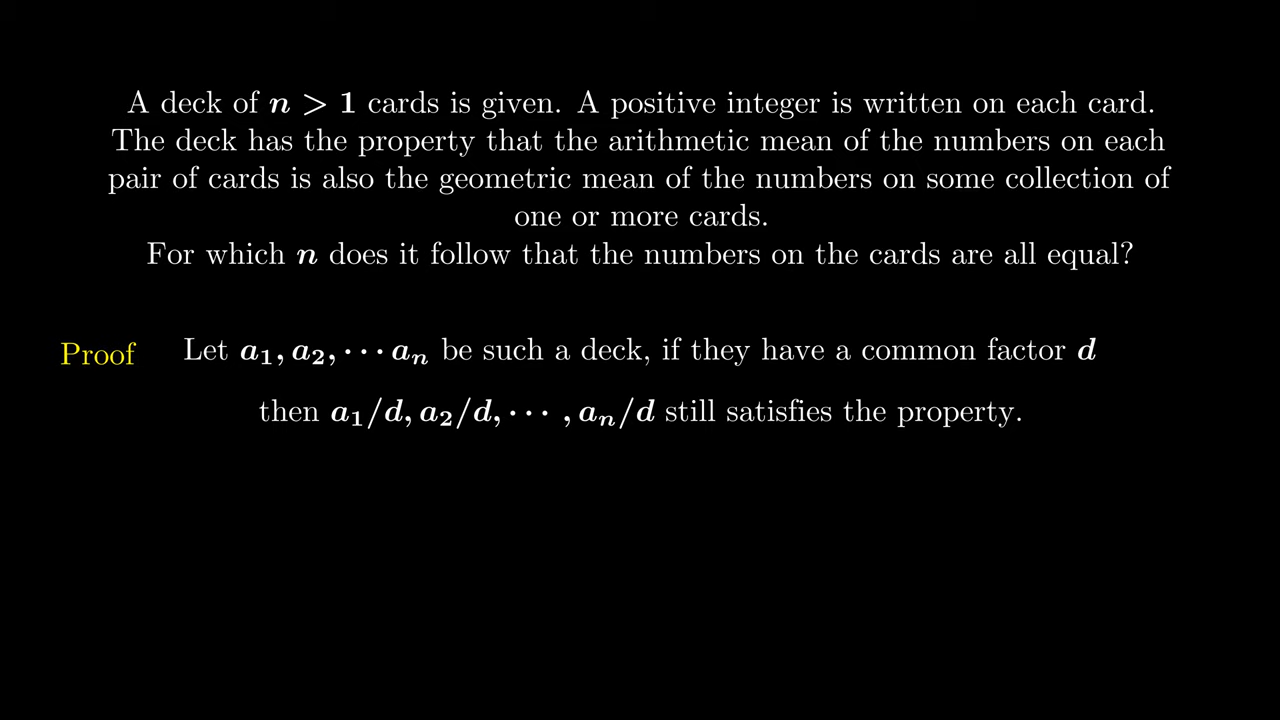 A deck of n > 1 cards is given. A positive integer is written on each card.
The deck has the property that the arithmetic mean of the numbers on each
pair of cards is also the geometric mean of the numbers on some collection of
one or more cards.
For which n does it follow that the numbers on the cards are all equal?
Proof Let a₁, a₂, ⋯ aₙ be such a deck, if they have a common factor d
then a₁/d, a₂/d, ⋯ , aₙ/d still satisfies the property.